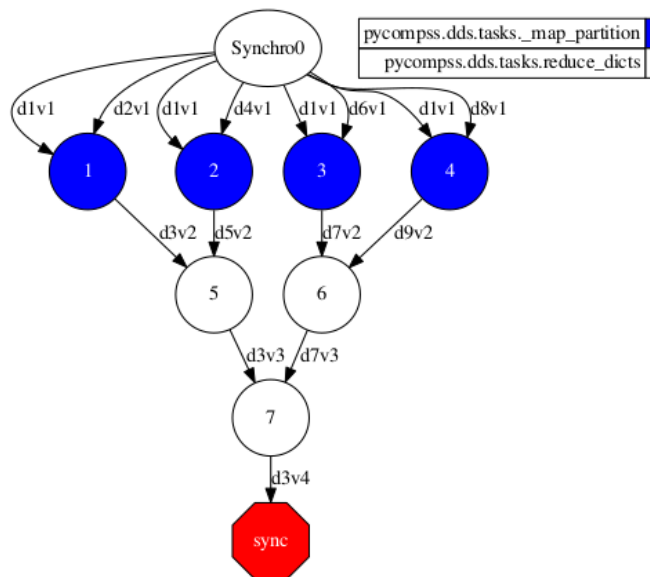 Synchro0
pycompss.dds.tasks._map_partition
pycompss.dds.tasks.reduce_dicts
d1v1 d2v1 d1v1 d4v1 d1v1 d6v1 d1v1 d8v1
1 2 3 4
d3v2 d5v2 d7v2 d9v2
5 6
d3v3 d7v3
7
d3v4
sync